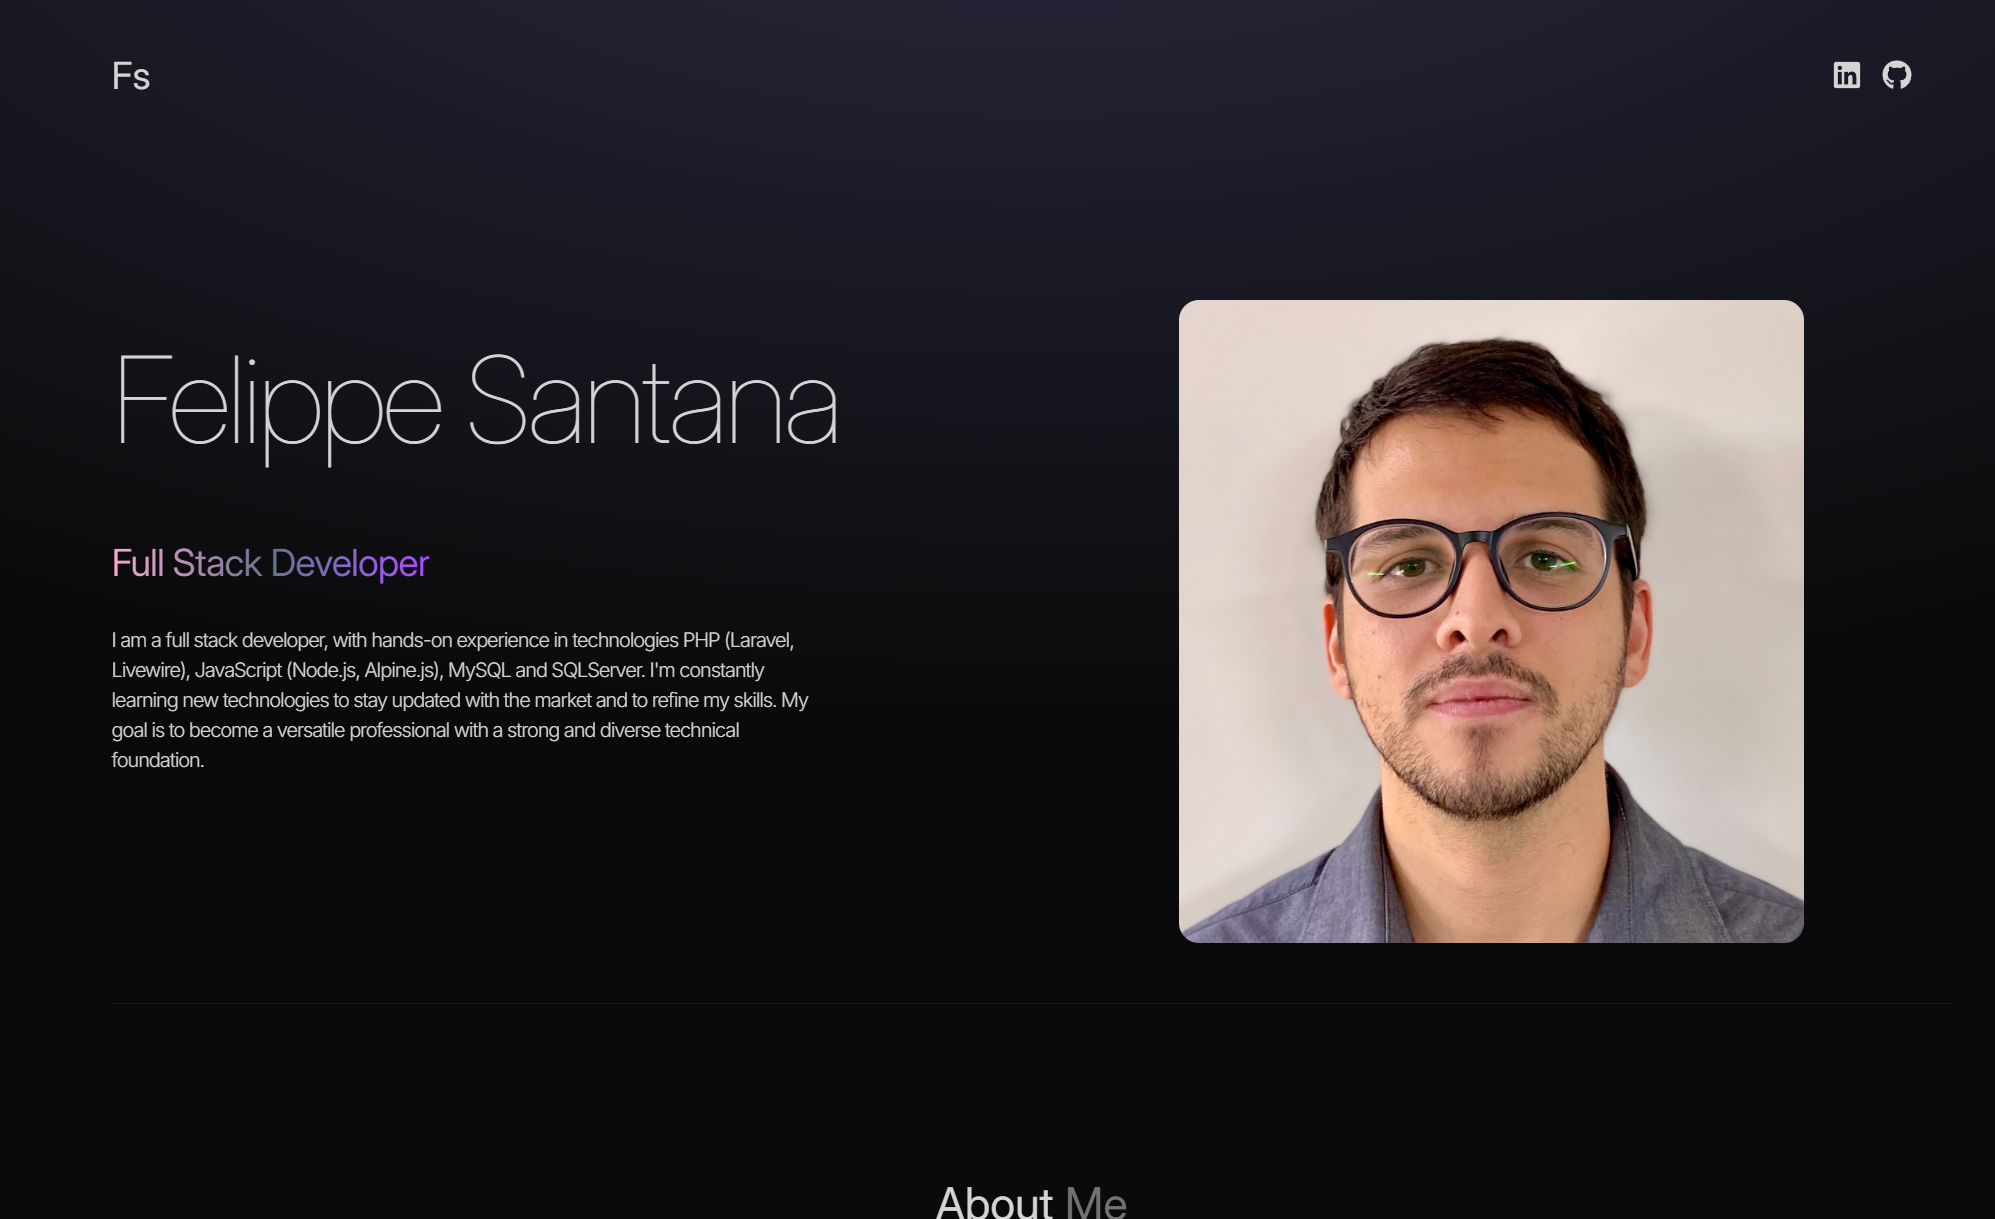 Fs
Felippe Santana
Full Stack Developer
I am a full stack developer, with hands-on experience in technologies PHP (Laravel,
Livewire), JavaScript (Node.js, Alpine.js), MySQL and SQLServer. I'm constantly
learning new technologies to stay updated with the market and to refine my skills. My
goal is to become a versatile professional with a strong and diverse technical
foundation.
About Me